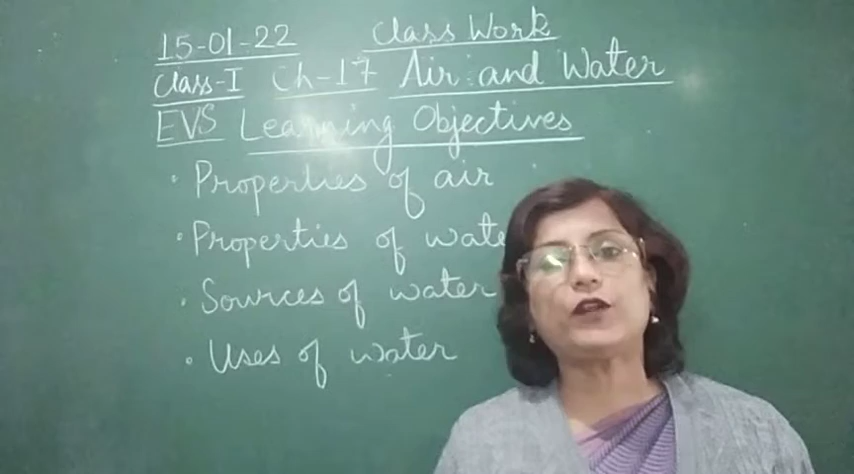 15-01-22 Class Work
Class-I Ch-17 Air and Water
EVS Learning Objectives
· Properties of air
· Properties of wate
· Sources of water
· Uses of water